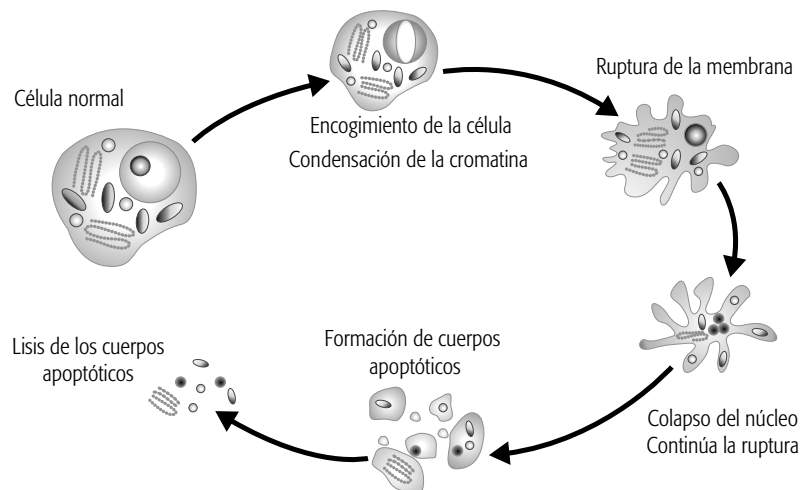 Célula normal
Encogimiento de la célula
Condensación de la cromatina
Ruptura de la membrana
Colapso del núcleo
Continúa la ruptura
Formación de cuerpos
apoptóticos
Lisis de los cuerpos
apoptóticos